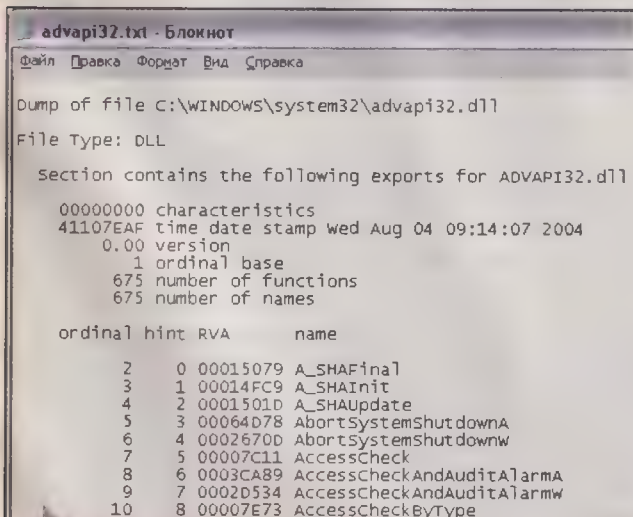 advapi32.txt - Блокнот
Файл Правка Формат Вид Справка
Dump of file C:\WINDOWS\system32\advapi32.dll
File Type: DLL
Section contains the following exports for ADVAPI32.dll
00000000 characteristics
41107EAF time date stamp Wed Aug 04 09:14:07 2004
0.00 version
1 ordinal base
675 number of functions
675 number of names
ordinal hint RVA name
2 0 00015079 A_SHAFinal
3 1 00014FC9 A_SHAInit
4 2 0001501D A_SHAUpdate
5 3 00064D78 AbortSystemShutdownA
6 4 0002670D AbortSystemShutdownW
7 5 00007C11 AccessCheck
8 6 0003CA89 AccessCheckAndAuditAlarmA
9 7 0002D534 AccessCheckAndAuditAlarmW
10 8 00007E73 AccessCheckByType